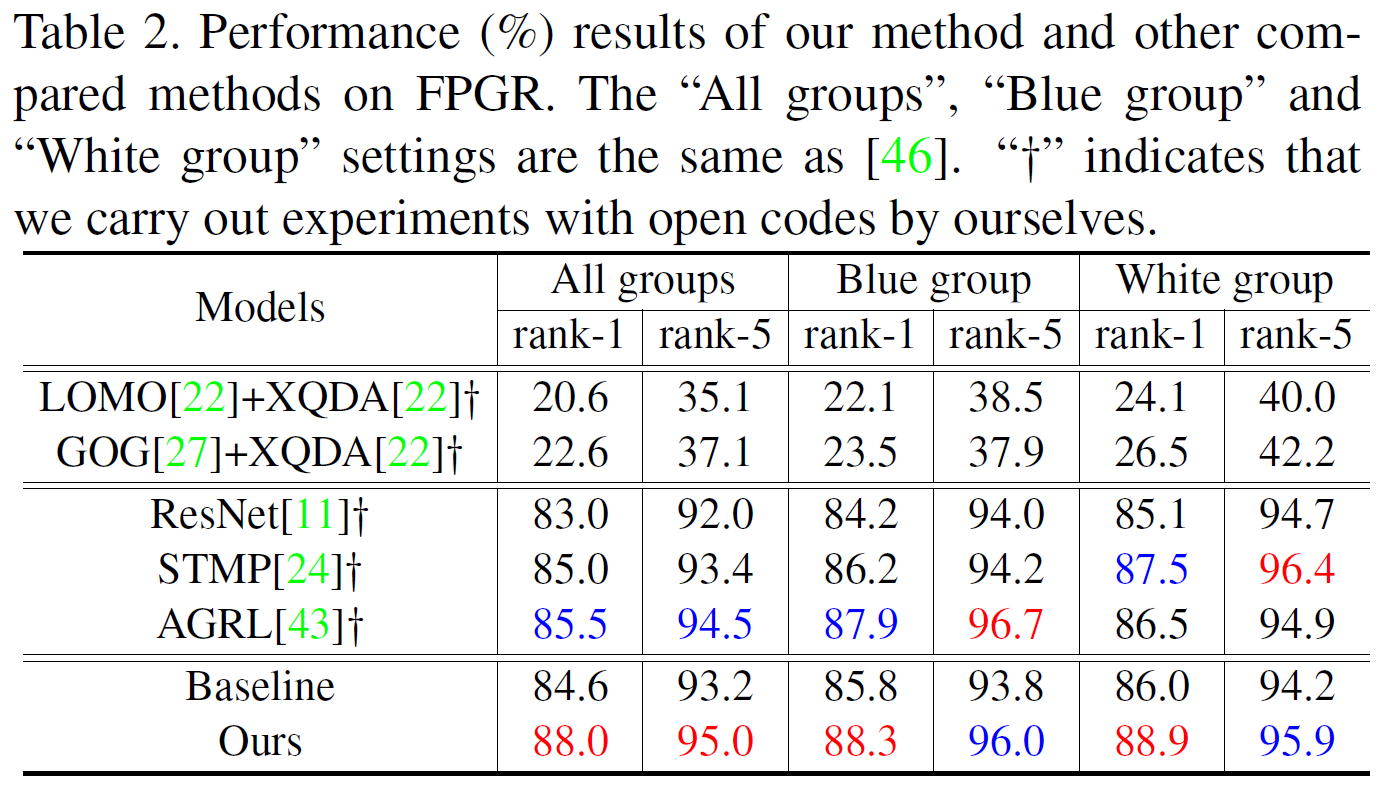 Table 2. Performance (%) results of our method and other com-
pared methods on FPGR. The “All groups”, “Blue group” and
“White group” settings are the same as [46]. “†” indicates that
we carry out experiments with open codes by ourselves.
Models All groups Blue group White group
rank-1 rank-5 rank-1 rank-5 rank-1 rank-5
LOMO[22]+XQDA[22]† 20.6 35.1 22.1 38.5 24.1 40.0
GOG[27]+XQDA[22]† 22.6 37.1 23.5 37.9 26.5 42.2
ResNet[11]† 83.0 92.0 84.2 94.0 85.1 94.7
STMP[24]† 85.0 93.4 86.2 94.2 87.5 96.4
AGRL[43]† 85.5 94.5 87.9 96.7 86.5 94.9
Baseline 84.6 93.2 85.8 93.8 86.0 94.2
Ours 88.0 95.0 88.3 96.0 88.9 95.9